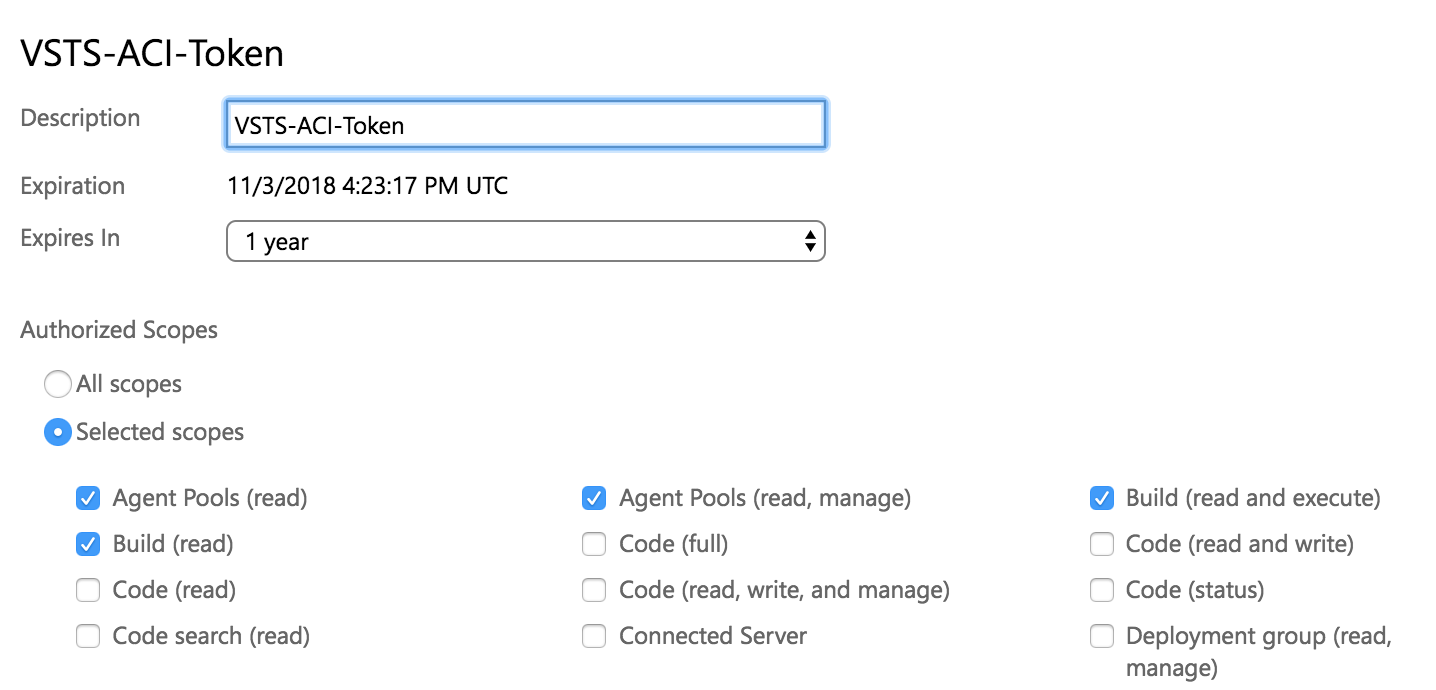 VSTS-ACI-Token
Description VSTS-ACI-Token
Expiration 11/3/2018 4:23:17 PM UTC
Expires In 1 year
Authorized Scopes
All scopes
Selected scopes
Agent Pools (read) Agent Pools (read, manage) Build (read and execute)
Build (read) Code (full) Code (read and write)
Code (read) Code (read, write, and manage) Code (status)
Code search (read) Connected Server Deployment group (read,
manage)